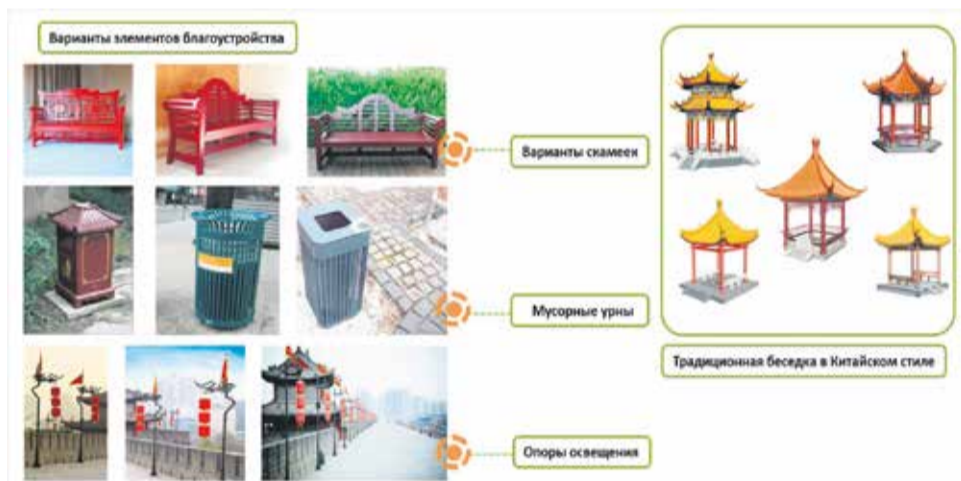 Варианты элементов благоустройства
Варианты скамеек
Мусорные урны
Традиционная беседка в Китайском стиле
Опоры освещения